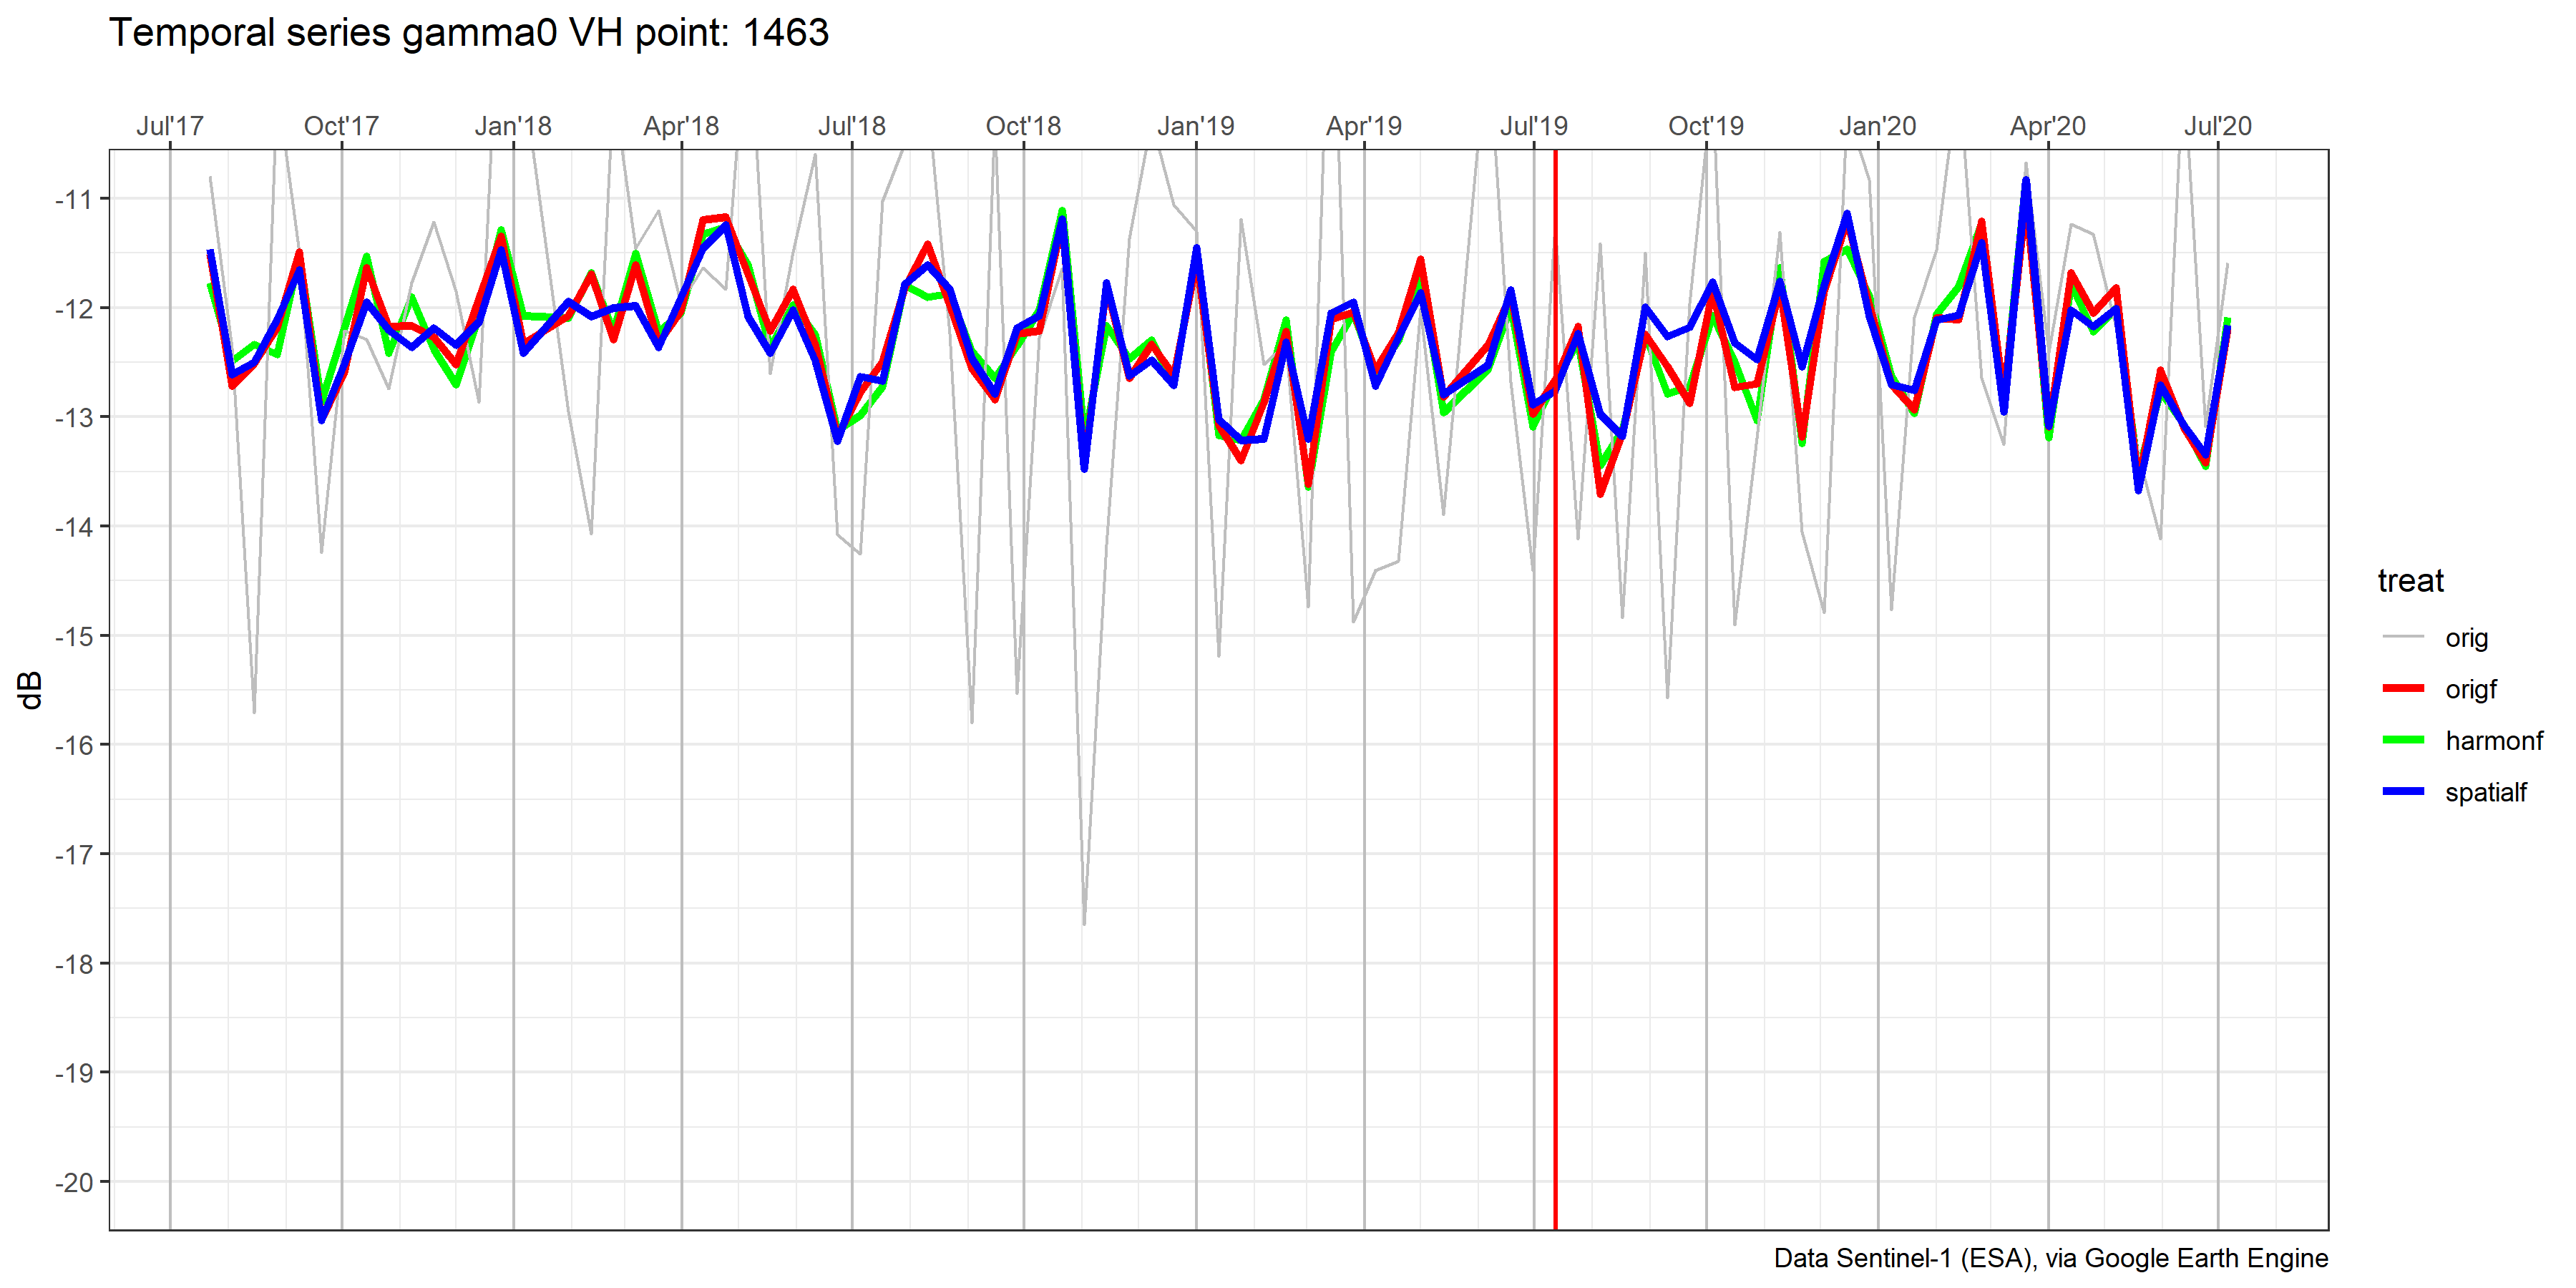 Temporal series gamma0 VH point: 1463
Jul'17 Oct'17 Jan'18 Apr'18 Jul'18 Oct'18 Jan'19 Apr'19 Jul'19 Oct'19 Jan'20 Apr'20 Jul'20
-11
-12
-13
-14
-15
-16
-17
-18
-19
-20
dB
treat
orig
origf
harmonf
spatialf
Data Sentinel-1 (ESA), via Google Earth Engine